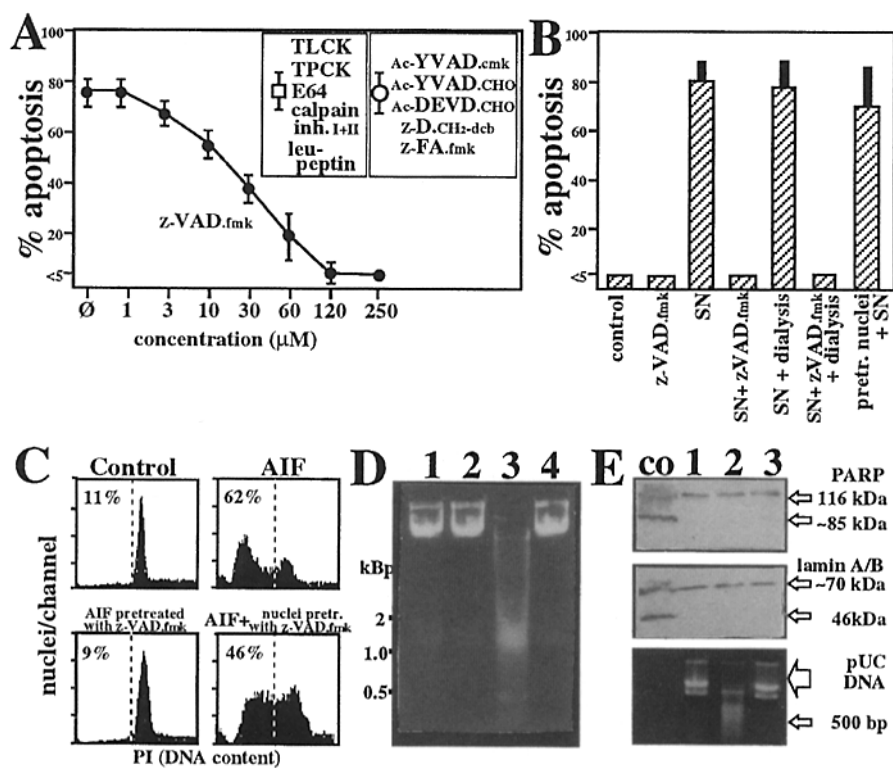 A
100
80
60
40
20
<5
% apoptosis
Ø 1 3 10 30 60 120 250
concentration (µM)
z-VAD.fmk
TLCK
TPCK
E64
calpain
inh. I+II
leu-
peptin
Ac-YVAD.cmk
Ac-YVAD.CHO
Ac-DEVD.CHO
z-D.CH2-dcb
z-FA.fmk
B
100
80
60
40
20
<5
% apoptosis
control
z-VAD.fmk
SN
SN+ z-VAD.fmk
SN + dialysis
SN+ z-VAD.fmk
+ dialysis
pretr. nuclei
+ SN
C
Control
AIF
11%
62%
AIF pretreated
with z-VAD.fmk
AIF+ nuclei pretr.
with z-VAD.fmk
9%
46%
nuclei/channel
PI (DNA content)
D
1 2 3 4
kBp
2
1.0
0.5
E
co 1 2 3
PARP
116 kDa
~85 kDa
lamin A/B
~70 kDa
46kDa
pUC
DNA
500 bp